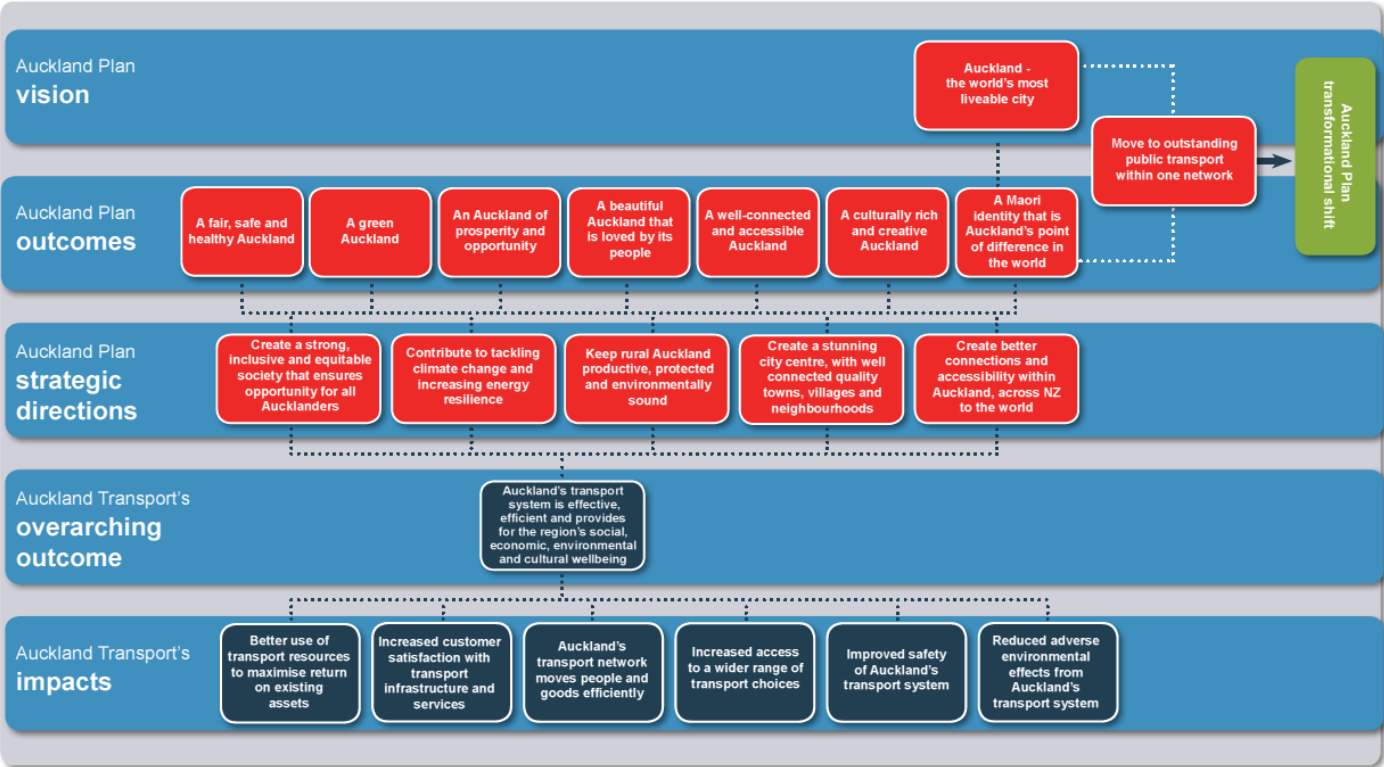 Auckland Plan
vision
Auckland -
the world's most
liveable city
Move to outstanding
public transport
within one network
Auckland Plan
transformational shift
Auckland Plan
outcomes
A fair, safe and
healthy Auckland
A green
Auckland
An Auckland of
prosperity and
opportunity
A beautiful
Auckland that
is loved by its
people
A well-connected
and accessible
Auckland
A culturally rich
and creative
Auckland
A Maori
identity that is
Auckland's point
of difference in
the world
Auckland Plan
strategic
directions
Create a strong,
inclusive and equitable
society that ensures
opportunity for all
Aucklanders
Contribute to tackling
climate change and
increasing energy
resilience
Keep rural Auckland
productive, protected
and environmentally
sound
Create a stunning
city centre, with well
connected quality
towns, villages and
neighbourhoods
Create better
connections and
accessibility within
Auckland, across NZ
to the world
Auckland Transport's
overarching
outcome
Auckland's transport
system is effective,
efficient and provides
for the region's social,
economic, environmental
and cultural wellbeing
Auckland Transport's
impacts
Better use of
transport resources
to maximise return
on existing
assets
Increased customer
satisfaction with
transport
infrastructure and
services
Auckland's
transport network
moves people and
goods efficiently
Increased access
to a wider range of
transport choices
Improved safety
of Auckland's
transport system
Reduced adverse
environmental
effects from
Auckland's
transport system